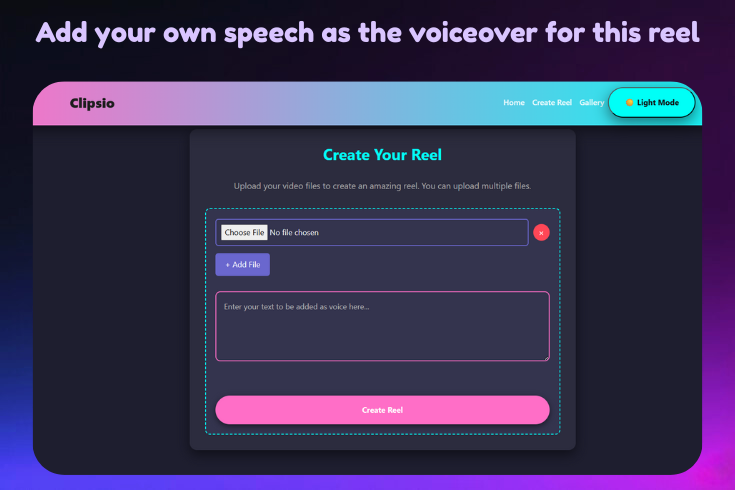 Add your own speech as the voiceover for this reel
Clipsio
Home Create Reel Gallery Light Mode
Create Your Reel
Upload your video files to create an amazing reel. You can upload multiple files.
Choose File No file chosen ×
+ Add File
Enter your text to be added as voice here...
Create Reel